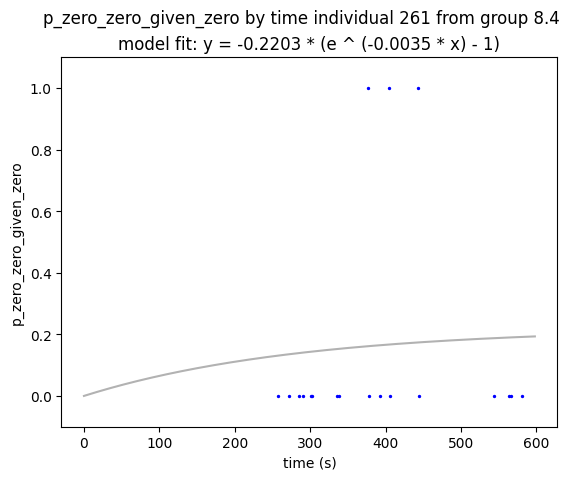 p_zero_zero_given_zero by time individual 261 from group 8.4
model fit: y = -0.2203 * (e ^ (-0.0035 * x) - 1)
1.0
0.8
0.6
0.4
0.2
0.0
p_zero_zero_given_zero
0 100 200 300 400 500 600
time (s)